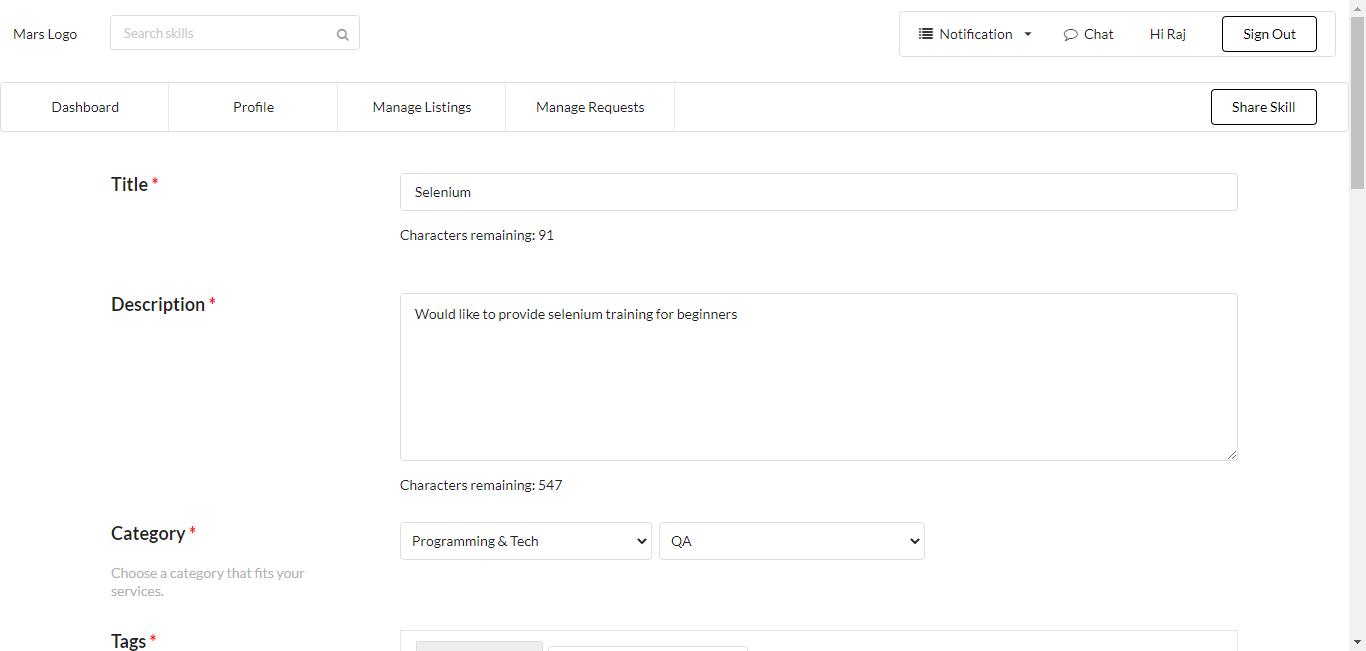 Mars Logo
Search skills
Notification
Chat
Hi Raj
Sign Out
Dashboard
Profile
Manage Listings
Manage Requests
Share Skill
Title *
Selenium
Characters remaining: 91
Description *
Would like to provide selenium training for beginners
Characters remaining: 547
Category *
Programming & Tech
QA
Choose a category that fits your
services.
Tags *